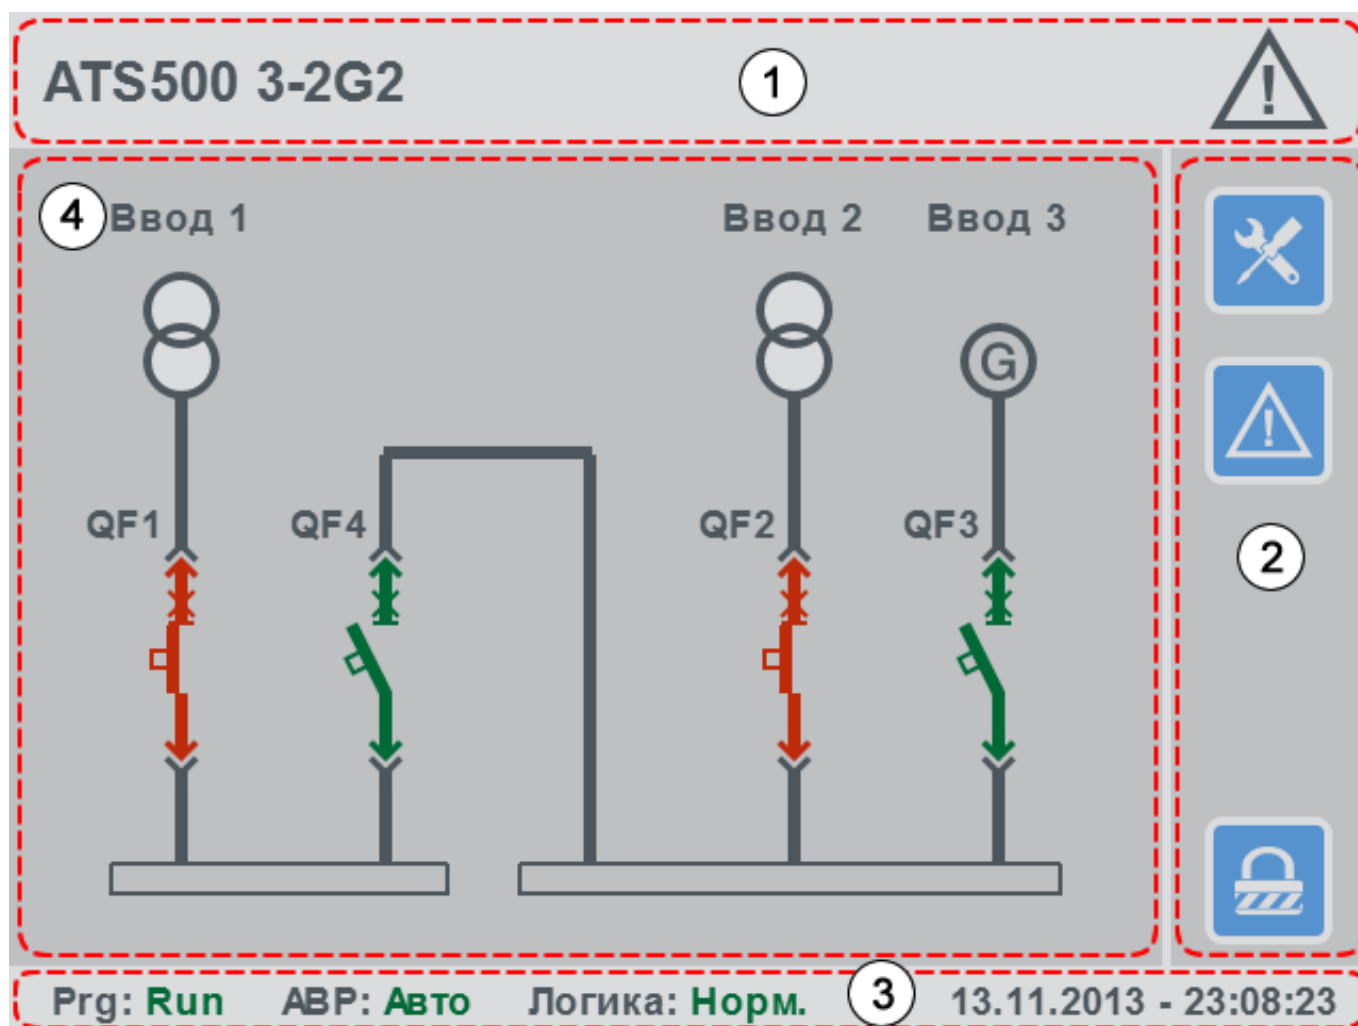 ATS500 3-2G2 1
4 Ввод 1 Ввод 2 Ввод 3
G
QF1 QF4 QF2 QF3
2
Prg: Run АВР: Авто Логика: Норм. 3 13.11.2013 - 23:08:23